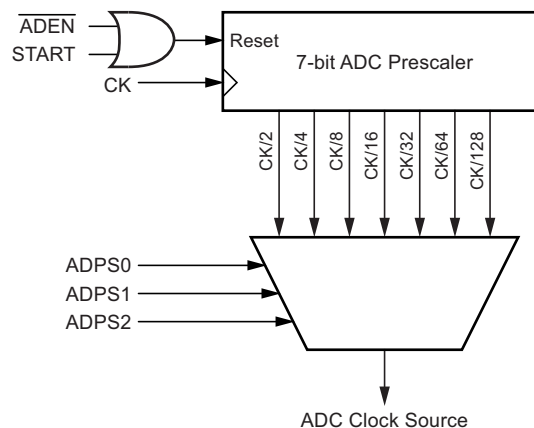 ADEN
START
Reset
7-bit ADC Prescaler
CK
CK/2
CK/4
CK/8
CK/16
CK/32
CK/64
CK/128
ADPS0
ADPS1
ADPS2
ADC Clock Source